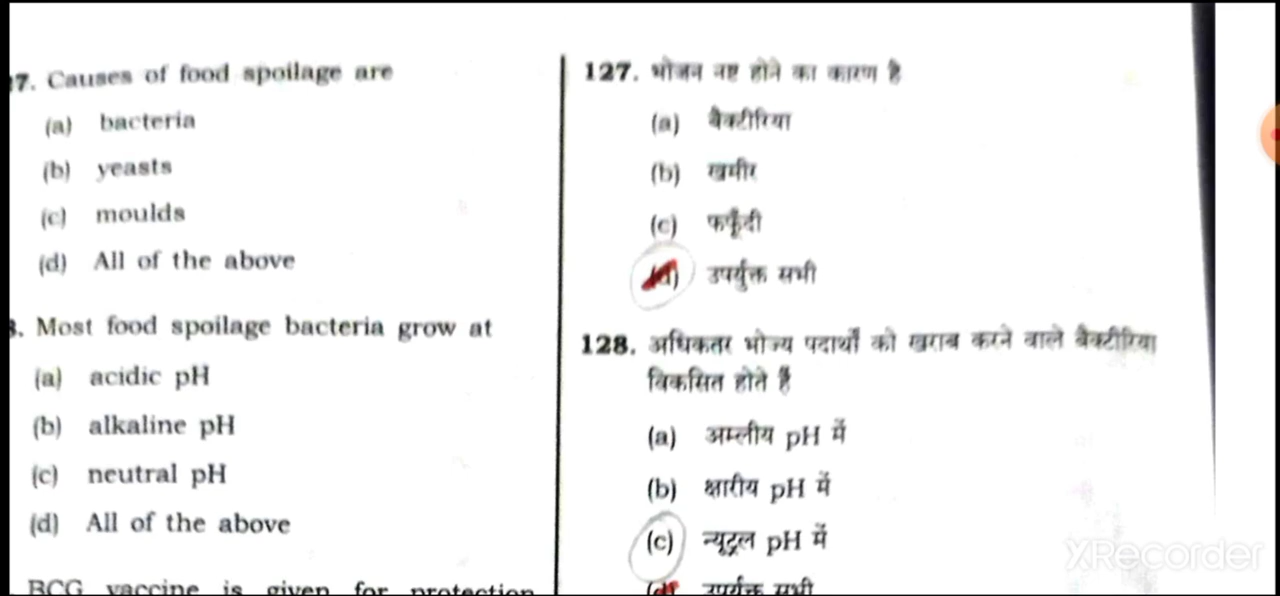 7. Causes of food spoilage are
(a) bacteria
(b) yeasts
(c) moulds
(d) All of the above
8. Most food spoilage bacteria grow at
(a) acidic pH
(b) alkaline pH
(c) neutral pH
(d) All of the above
BCG vaccine is given for protection
127. भोजन नष्ट होने का कारण है
(a) बैक्टीरिया
(b) खमीर
(c) फफूँदी
(d) उपर्युक्त सभी
128. अधिकतर भोज्य पदार्थों को खराब करने वाले बैक्टीरिया
विकसित होते हैं
(a) अम्लीय pH में
(b) क्षारीय pH में
(c) न्यूट्रल pH में
(d) उपर्युक्त सभी
XRecorder